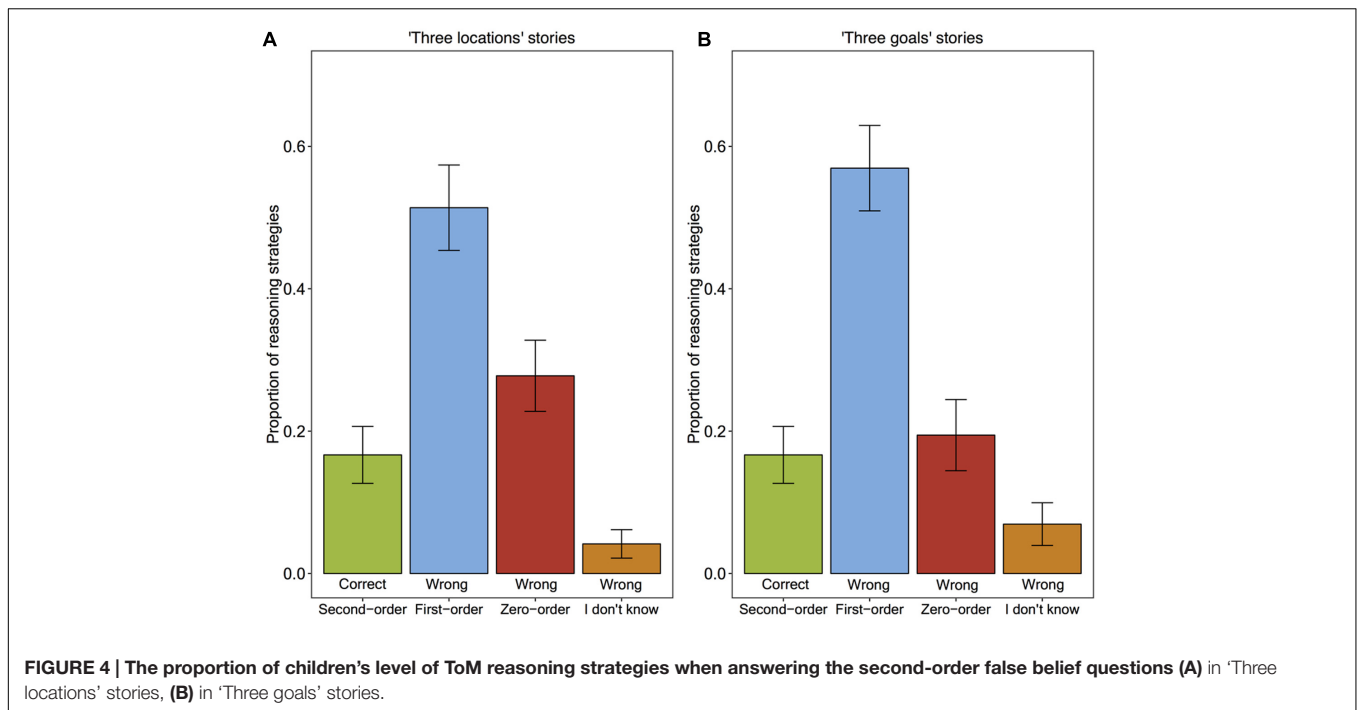 A
'Three locations' stories
Proportion of reasoning strategies
0.6
0.4
0.2
0.0
Correct Wrong Wrong Wrong
Second−order First−order Zero−order I don't know
B
'Three goals' stories
Proportion of reasoning strategies
0.6
0.4
0.2
0.0
Correct Wrong Wrong Wrong
Second−order First−order Zero−order I don't know
FIGURE 4 | The proportion of children's level of ToM reasoning strategies when answering the second-order false belief questions (A) in 'Three
locations' stories, (B) in 'Three goals' stories.